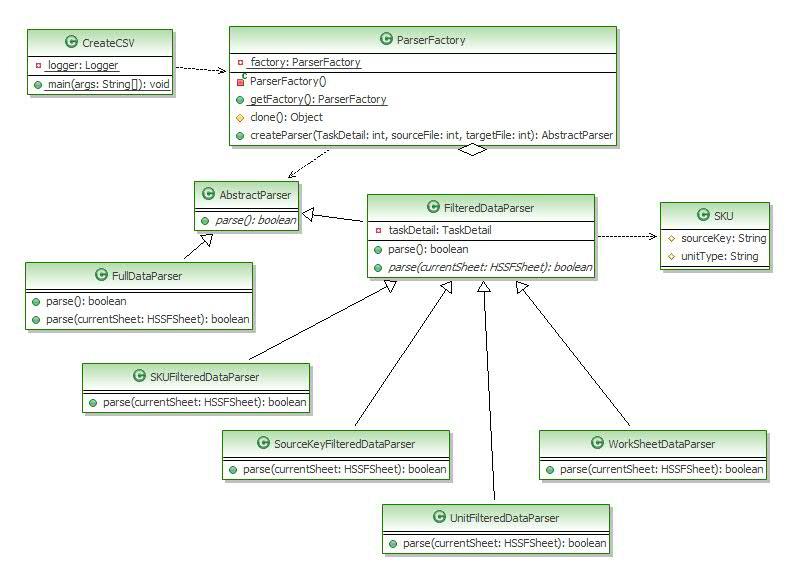 CreateCSV
logger: Logger
main(args: String[]): void
ParserFactory
factory: ParserFactory
ParserFactory()
getFactory(): ParserFactory
clone(): Object
createParser(TaskDetail: int, sourceFile: int, targetFile: int): AbstractParser
AbstractParser
parse(): boolean
FilteredDataParser
taskDetail: TaskDetail
parse(): boolean
parse(currentSheet: HSSFSheet): boolean
SKU
sourceKey: String
unitType: String
FullDataParser
parse(): boolean
parse(currentSheet: HSSFSheet): boolean
SKUFilteredDataParser
parse(currentSheet: HSSFSheet): boolean
SourceKeyFilteredDataParser
parse(currentSheet: HSSFSheet): boolean
WorkSheetDataParser
parse(currentSheet: HSSFSheet): boolean
UnitFilteredDataParser
parse(currentSheet: HSSFSheet): boolean